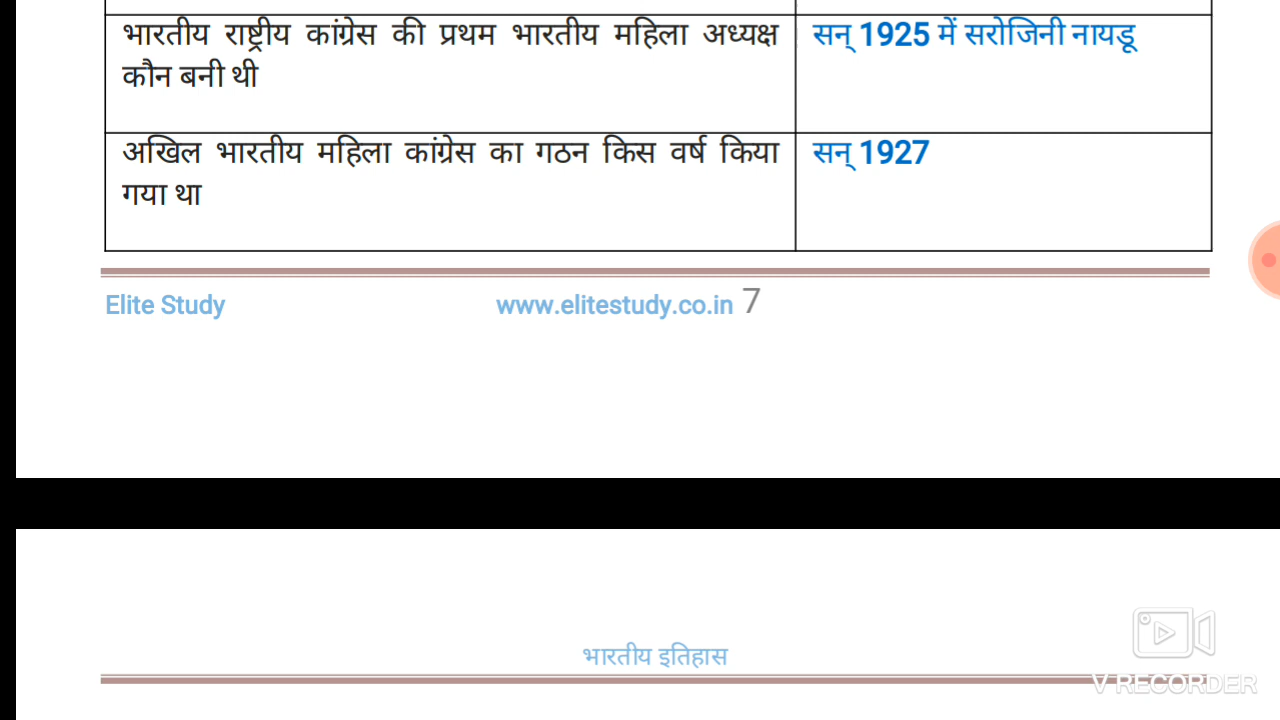 भारतीय राष्ट्रीय कांग्रेस की प्रथम भारतीय महिला अध्यक्ष
कौन बनी थी
सन् 1925 में सरोजिनी नायडू
अखिल भारतीय महिला कांग्रेस का गठन किस वर्ष किया
गया था
सन् 1927
Elite Study
www.elitestudy.co.in 7
भारतीय इतिहास
V RECORDER